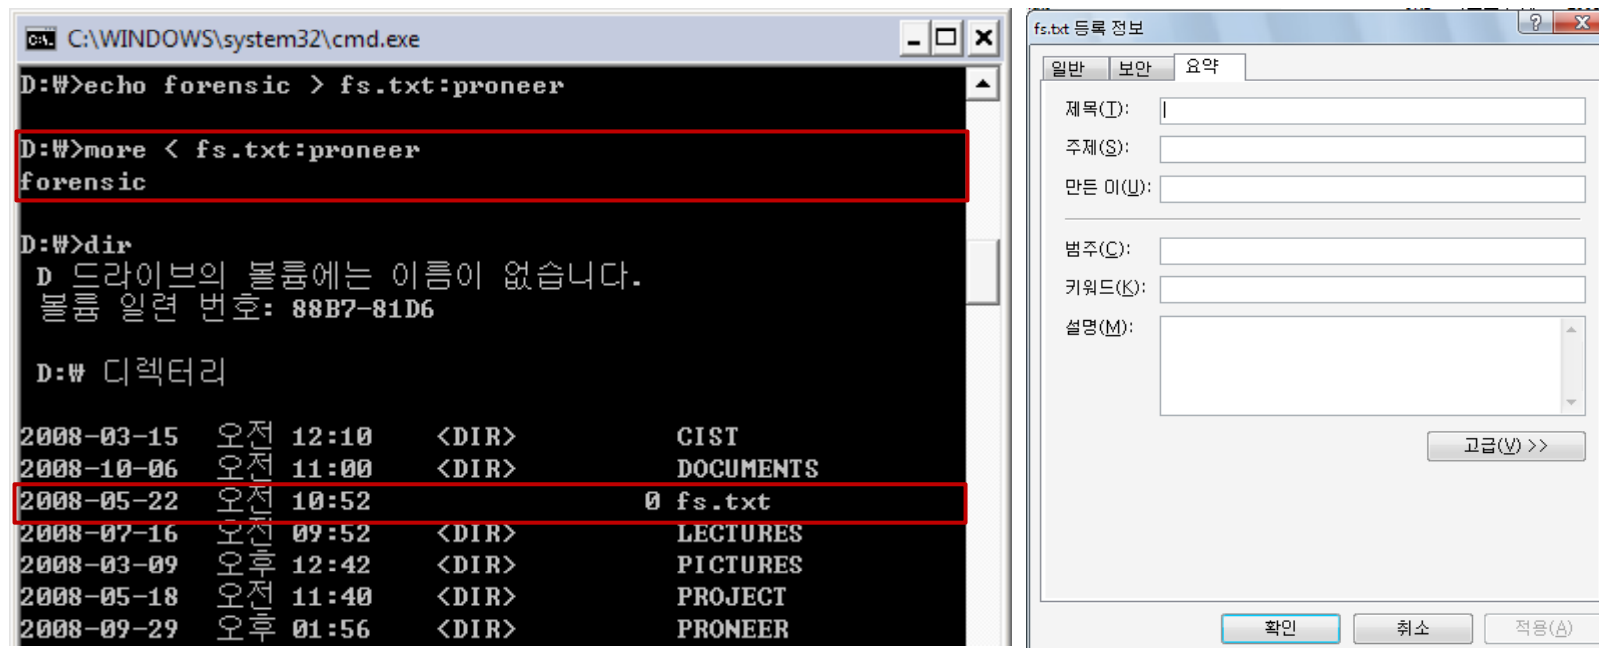 C:\WINDOWS\system32\cmd.exe
D:₩>echo forensic > fs.txt:proneer
D:₩>more < fs.txt:proneer
forensic
D:₩>dir
D 드라이브의 볼륨에는 이름이 없습니다.
볼륨 일련 번호: 88B7-81D6
D:₩ 디렉터리
2008-03-15 오전 12:10 <DIR> CIST
2008-10-06 오전 11:00 <DIR> DOCUMENTS
2008-05-22 오전 10:52 0 fs.txt
2008-07-16 오전 09:52 <DIR> LECTURES
2008-03-09 오후 12:42 <DIR> PICTURES
2008-05-18 오전 11:40 <DIR> PROJECT
2008-09-29 오후 01:56 <DIR> PRONEER
fs.txt 등록 정보
일반 보안 요약
제목(T):
주제(S):
만든 이(U):
범주(C):
키워드(K):
설명(M):
고급(V) >>
확인 취소 적용(A)